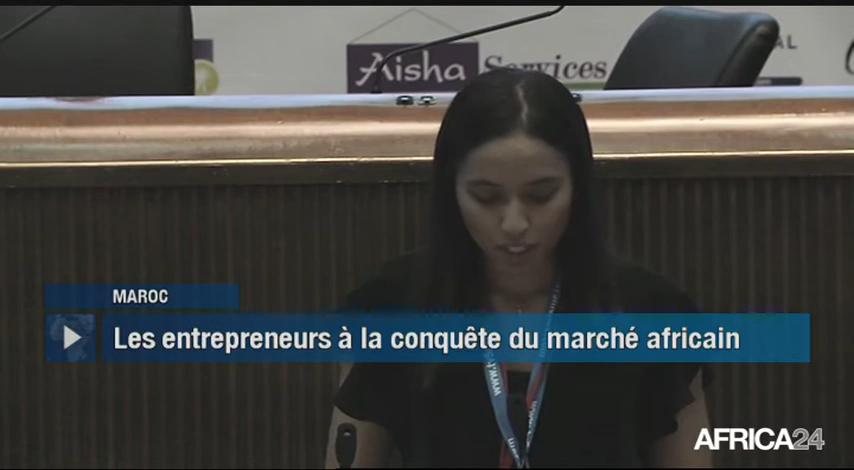 Aisha Services
MAROC
Les entrepreneurs à la conquête du marché africain
AFRICA24